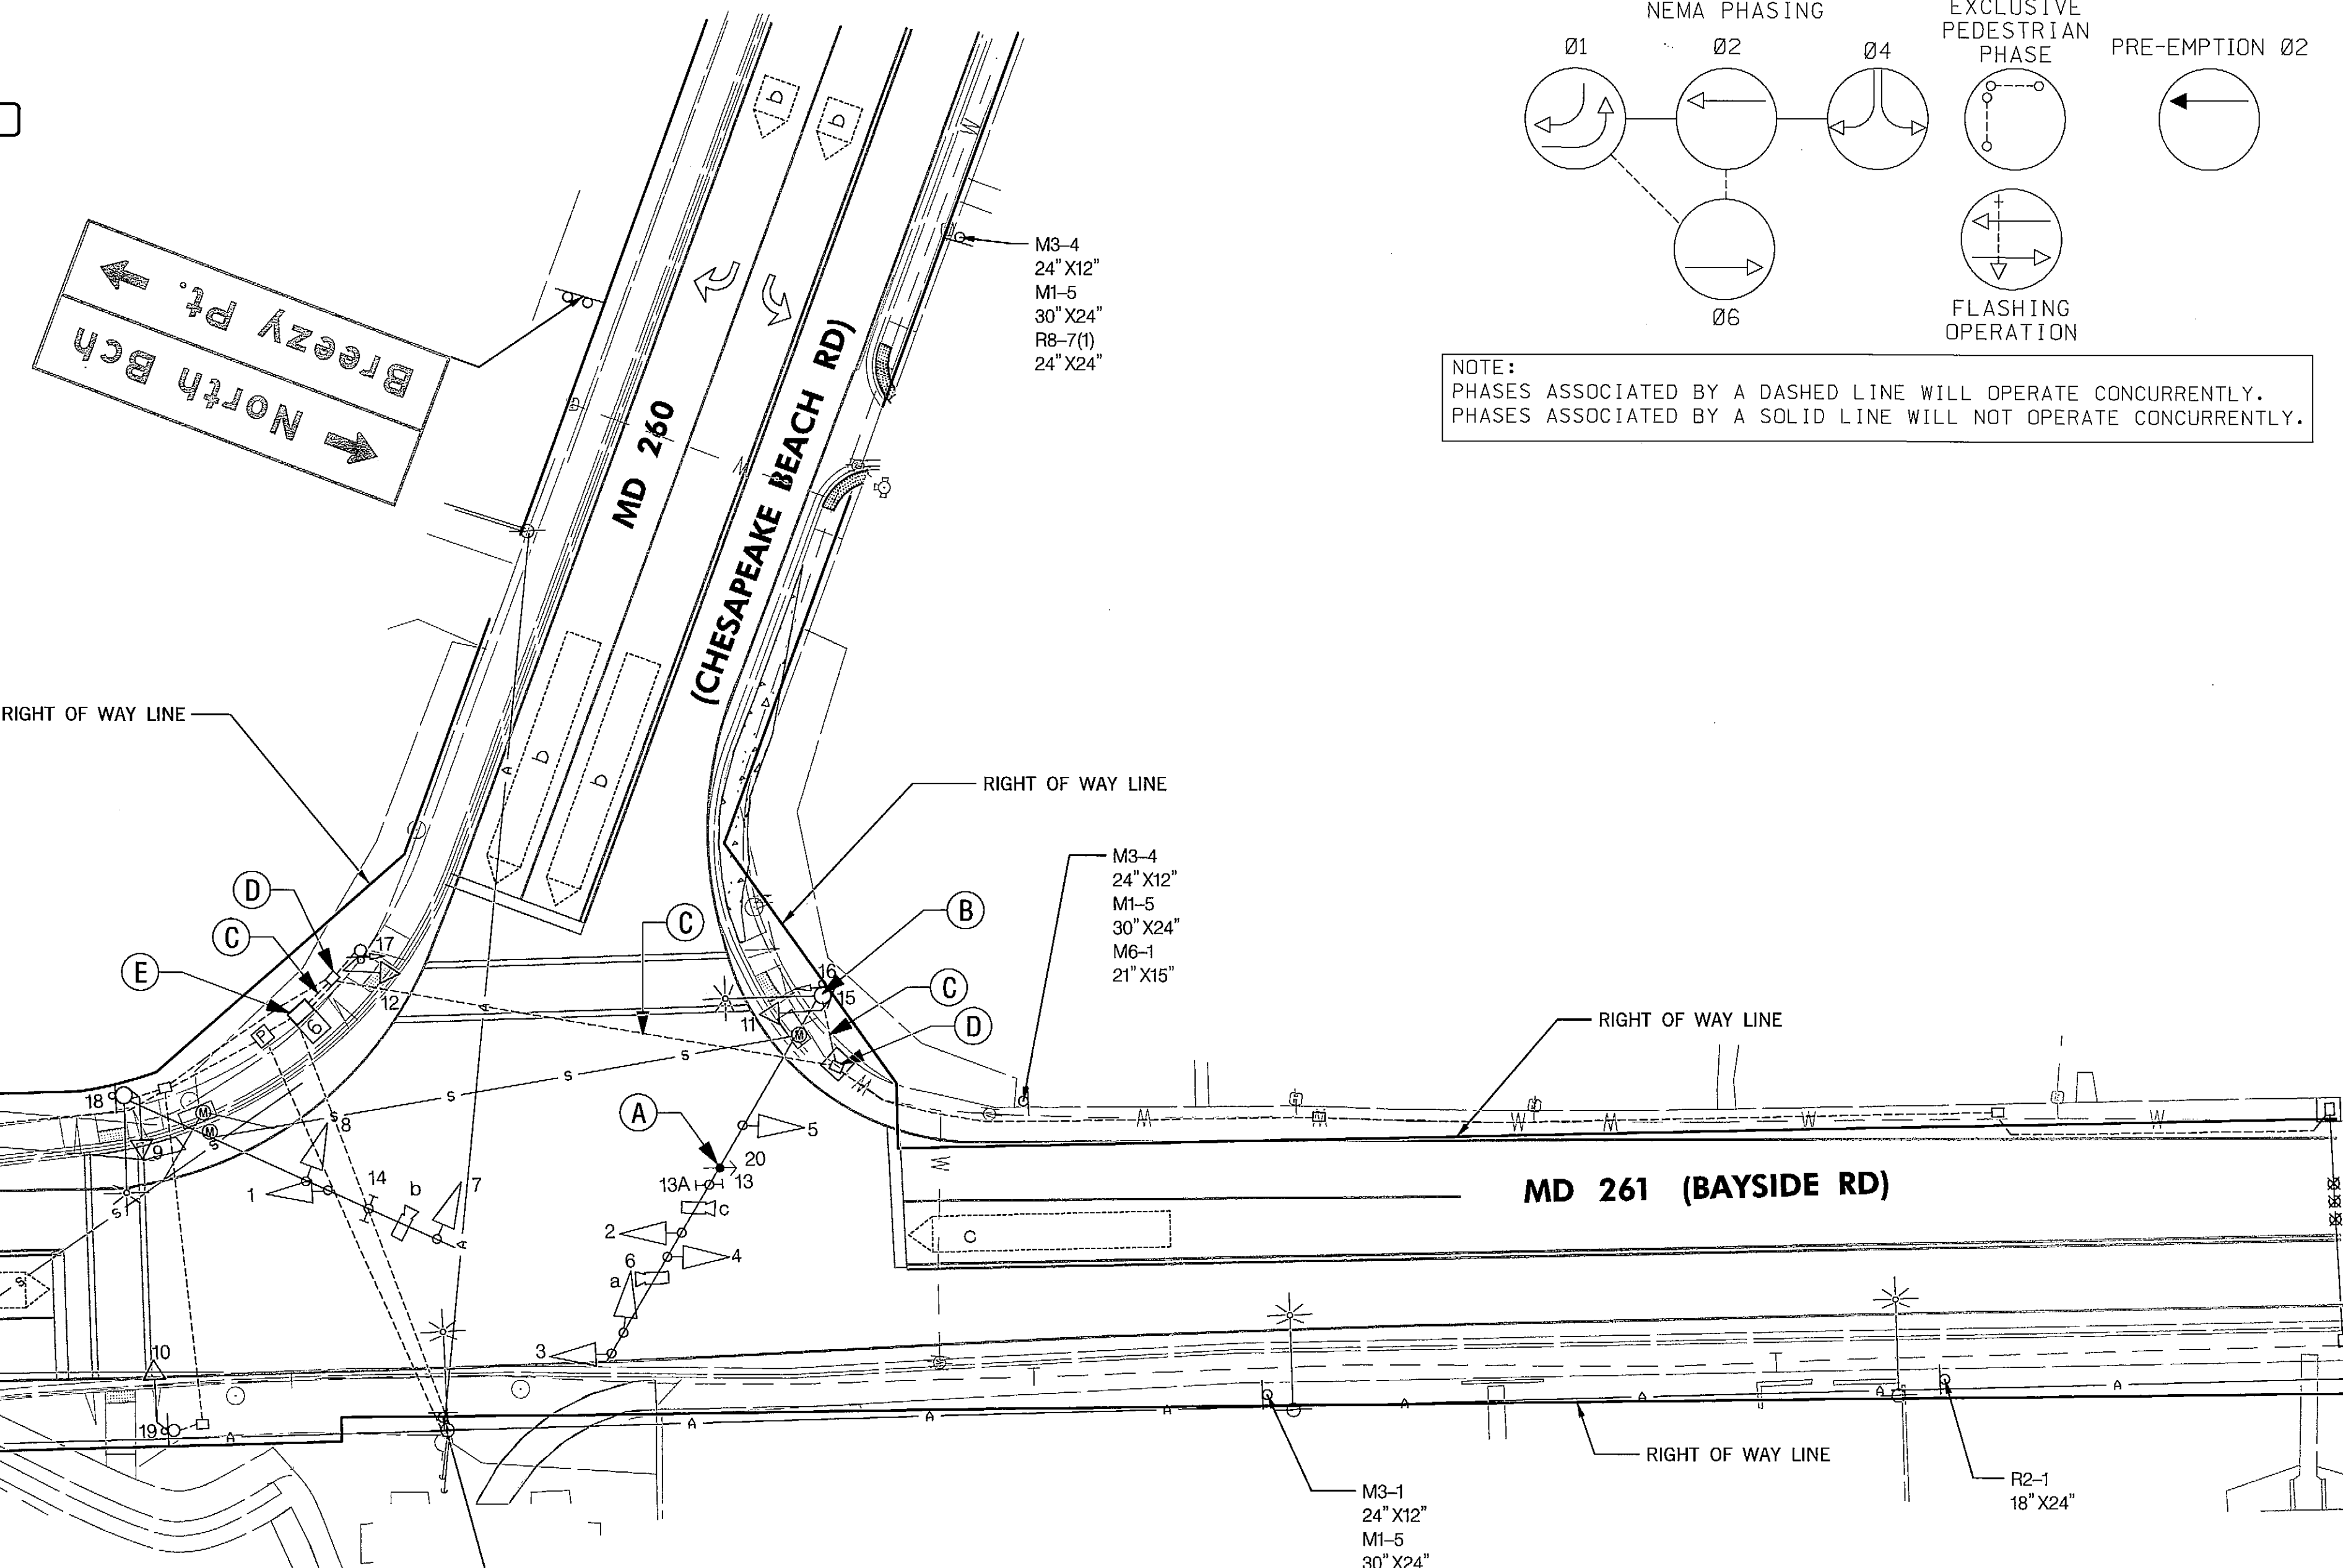 NEMA PHASING
EXCLUSIVE
PEDESTRIAN
PHASE
PRE-EMPTION Ø2
Ø1
Ø2
Ø4
Ø6
FLASHING
OPERATION
NOTE:
PHASES ASSOCIATED BY A DASHED LINE WILL OPERATE CONCURRENTLY.
PHASES ASSOCIATED BY A SOLID LINE WILL NOT OPERATE CONCURRENTLY.
b
b
W
M3-4
24"X12"
M1-5
30"X24"
R8-7(1)
24"X24"
North Bch
Breezy Pt.
MD 260
(CHESAPEAKE BEACH RD)
W
RIGHT OF WAY LINE
A
b
b
RIGHT OF WAY LINE
M3-4
24"X12"
M1-5
30"X24"
M6-1
21"X15"
D
C
E
17
12
P
6
C
B
16
15
C
D
11
M
A
S
S
S
S
RIGHT OF WAY LINE
W
W
W
W
W
W
W
18
M
M
S
9
8
A
5
20
13A
13
c
14
b
7
1
2
4
6
a
A
S
S
3
MD 261 (BAYSIDE RD)
c
10
19
A
A
A
A
A
A
A
A
RIGHT OF WAY LINE
M3-1
24"X12"
M1-5
30"X24"
R2-1
18"X24"